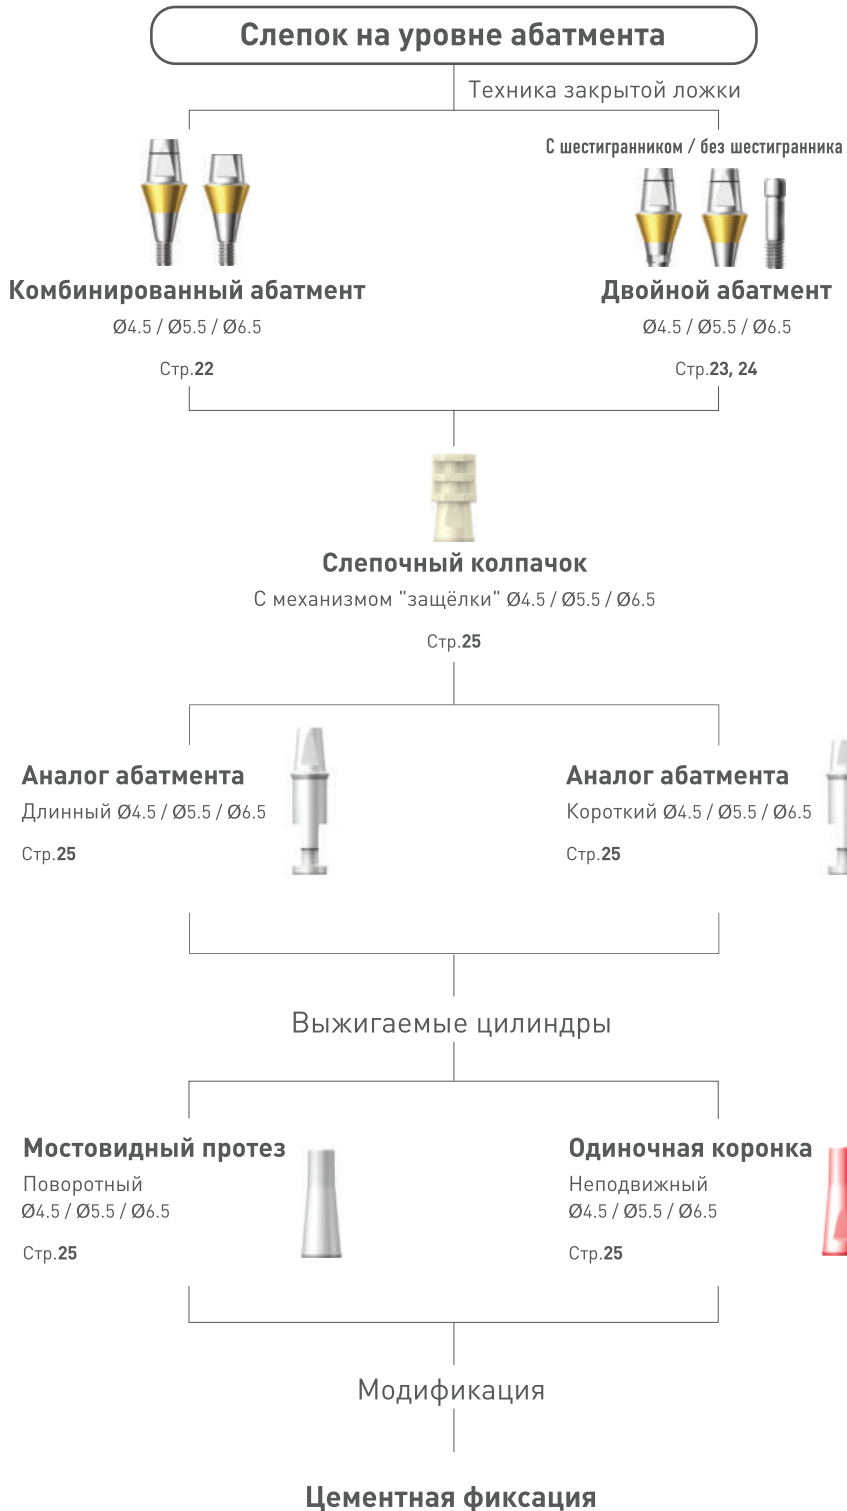 Слепок на уровне абатмента
Техника закрытой ложки
С шестигранником / без шестигранника
Комбинированный абатмент
Ø4.5 / Ø5.5 / Ø6.5
Стр.22
Двойной абатмент
Ø4.5 / Ø5.5 / Ø6.5
Стр.23, 24
Слепочный колпачок
С механизмом "защёлки" Ø4.5 / Ø5.5 / Ø6.5
Стр.25
Аналог абатмента
Длинный Ø4.5 / Ø5.5 / Ø6.5
Стр.25
Аналог абатмента
Короткий Ø4.5 / Ø5.5 / Ø6.5
Стр.25
Выжигаемые цилиндры
Мостовидный протез
Поворотный
Ø4.5 / Ø5.5 / Ø6.5
Стр.25
Одиночная коронка
Неподвижный
Ø4.5 / Ø5.5 / Ø6.5
Стр.25
Модификация
Цементная фиксация